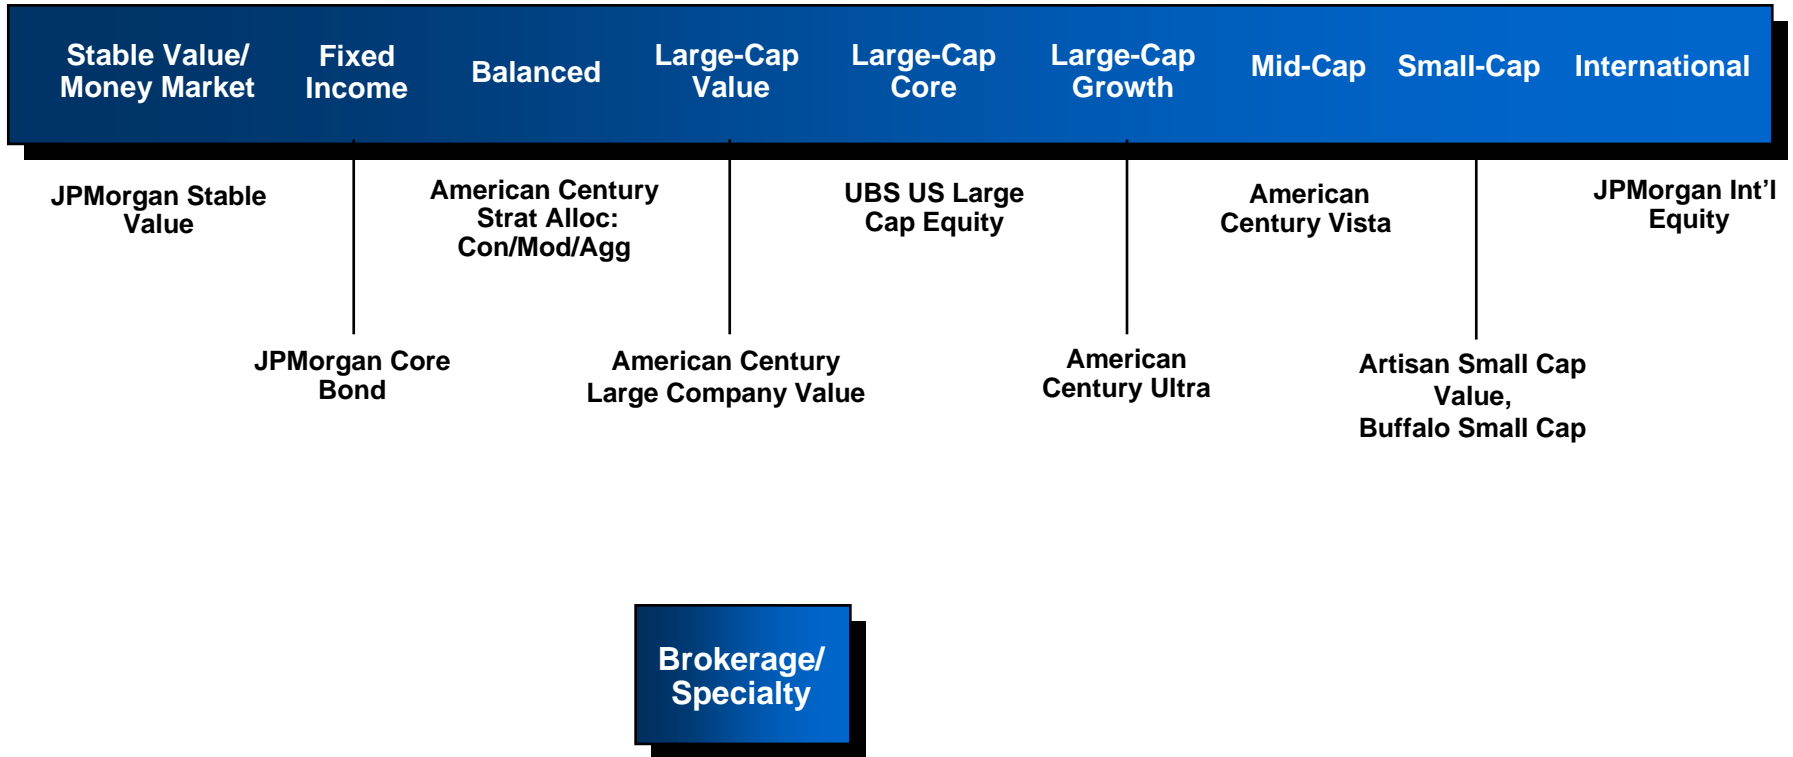 Stable Value/
Money Market
Fixed
Income
Balanced
Large-Cap
Value
Large-Cap
Core
Large-Cap
Growth
Mid-Cap
Small-Cap
International
JPMorgan Stable
Value
American Century
Strat Alloc:
Con/Mod/Agg
UBS US Large
Cap Equity
American
Century Vista
JPMorgan Int’l
Equity
JPMorgan Core
Bond
American Century
Large Company Value
American
Century Ultra
Artisan Small Cap
Value,
Buffalo Small Cap
Brokerage/
Specialty